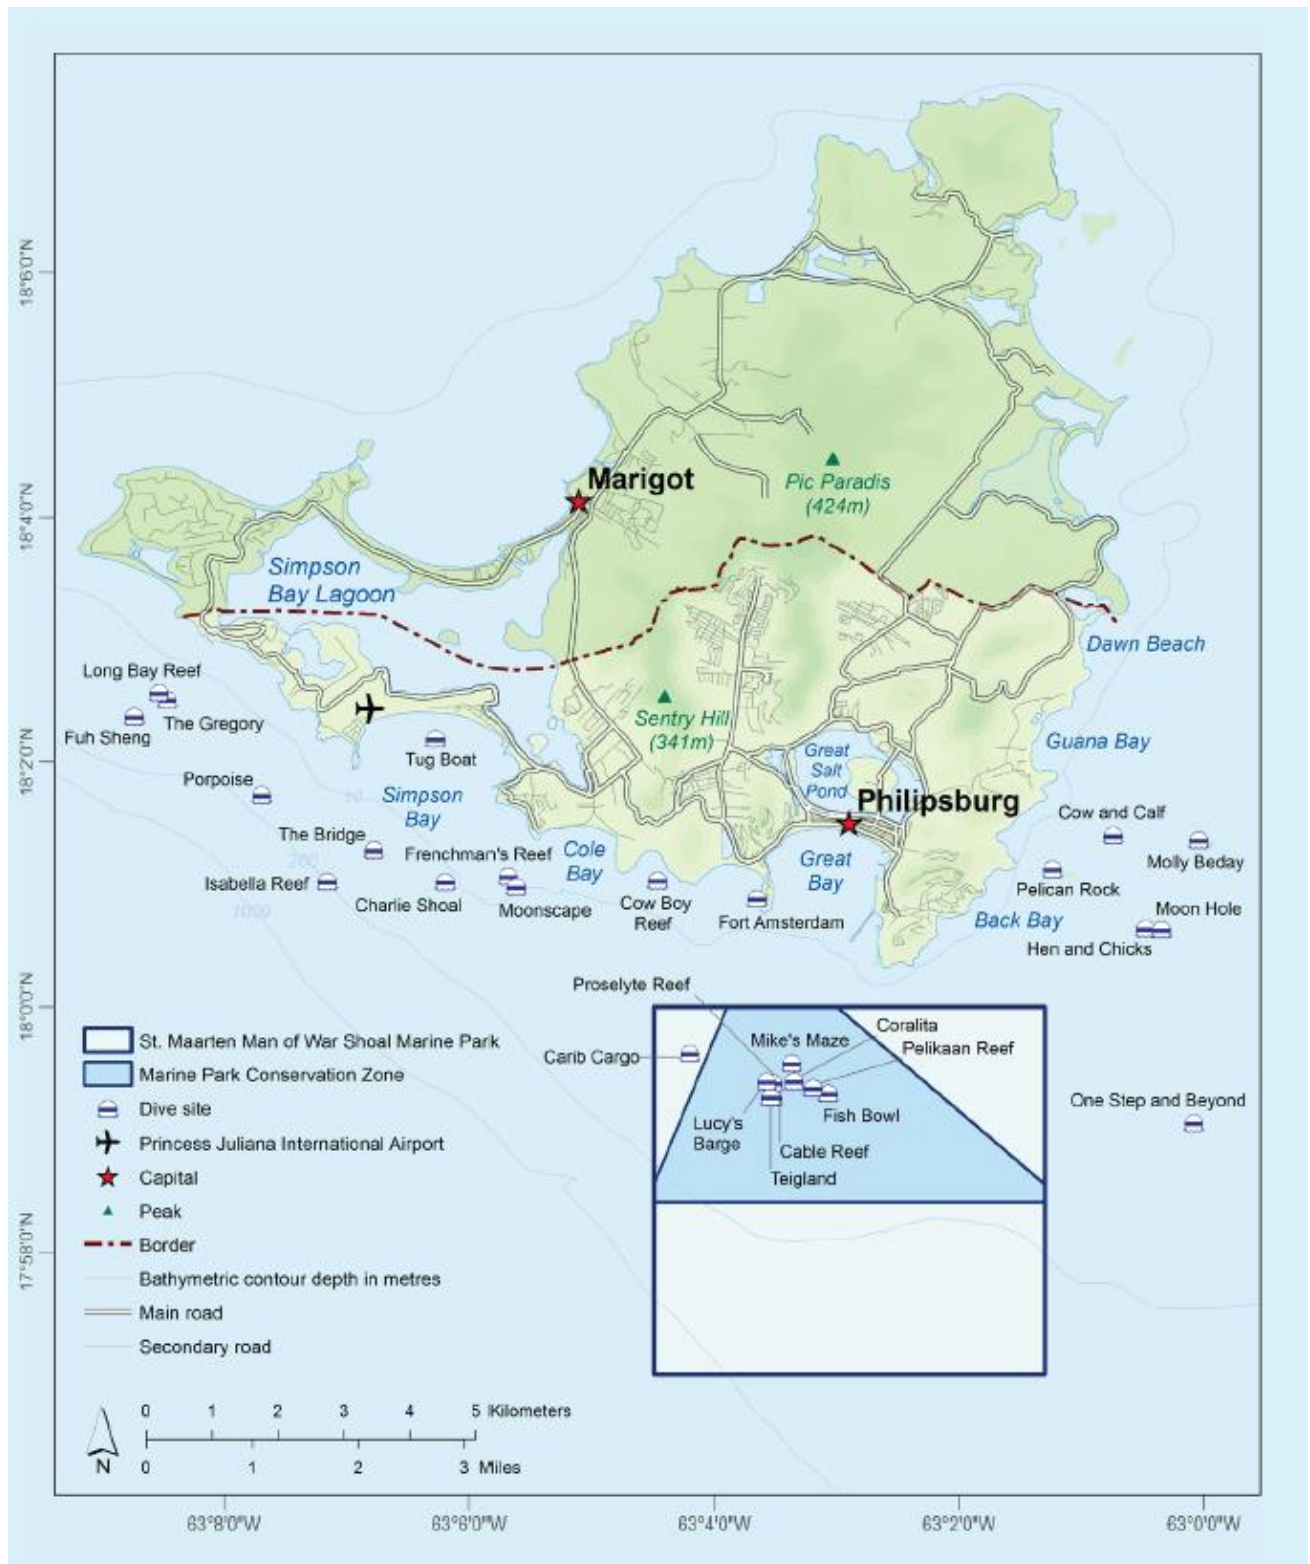 18°6'0"N
18°4'0"N
18°2'0"N
18°0'0"N
17°58'0"N
Marigot
Pic Paradis
(424m)
Simpson
Bay Lagoon
Dawn Beach
Long Bay Reef
The Gregory
Fuh Sheng
Sentry Hill
(341m)
Tug Boat
Guana Bay
Great
Salt
Pond
Porpoise
10
Simpson
Bay
Philipsburg
Cow and Calf
The Bridge
200
Frenchman's Reef
Cole
Bay
Great
Bay
Molly Beday
Isabella Reef
1000
Charlie Shoal
Moonscape
Cow Boy
Reef
Fort Amsterdam
Pelican Rock
Back Bay
Moon Hole
Hen and Chicks
Proselyte Reef
Mike's Maze
Coralita
Pelikaan Reef
Carib Cargo
Lucy's
Barge
Fish Bowl
Cable Reef
Teigland
One Step and Beyond
St. Maarten Man of War Shoal Marine Park
Marine Park Conservation Zone
Dive site
Princess Juliana International Airport
Capital
Peak
Border
Bathymetric contour depth in metres
Main road
Secondary road
0 1 2 3 4 5 Kilometers
N
0 1 2 3 Miles
63°8'0"W 63°6'0"W 63°4'0"W 63°2'0"W 63°0'0"W